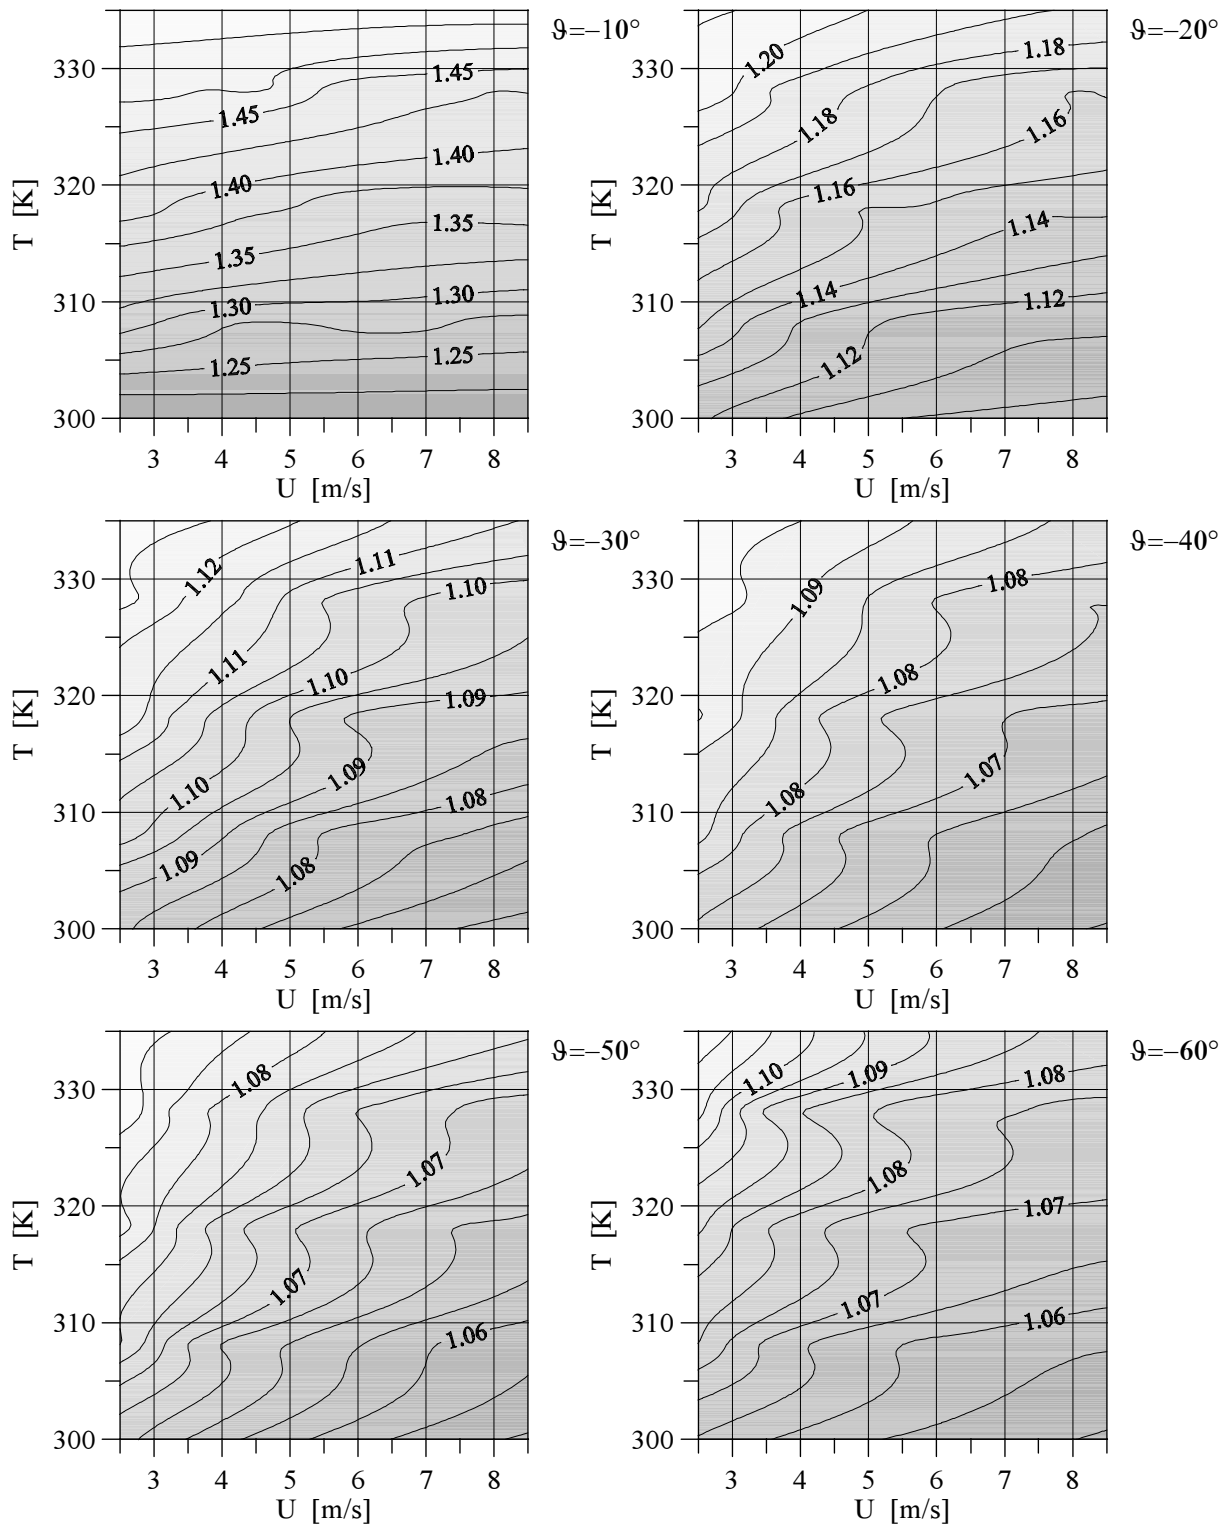 ϑ=–10°
330
320
310
300
T [K]
1.45
1.45
1.40
1.40
1.35
1.35
1.30
1.30
1.25
1.25
3 4 5 6 7 8
U [m/s]
ϑ=–20°
330
320
310
300
T [K]
1.20
1.18
1.18
1.16
1.16
1.14
1.14
1.12
1.12
3 4 5 6 7 8
U [m/s]
ϑ=–30°
330
320
310
300
T [K]
1.12
1.11
1.10
1.11
1.10
1.09
1.10
1.09
1.08
1.09
1.08
3 4 5 6 7 8
U [m/s]
ϑ=–40°
330
320
310
300
T [K]
1.09
1.08
1.08
1.07
1.08
3 4 5 6 7 8
U [m/s]
ϑ=–50°
330
320
310
300
T [K]
1.08
1.07
1.07
1.06
3 4 5 6 7 8
U [m/s]
ϑ=–60°
330
320
310
300
T [K]
1.10
1.09
1.08
1.08
1.07
1.07
1.06
3 4 5 6 7 8
U [m/s]